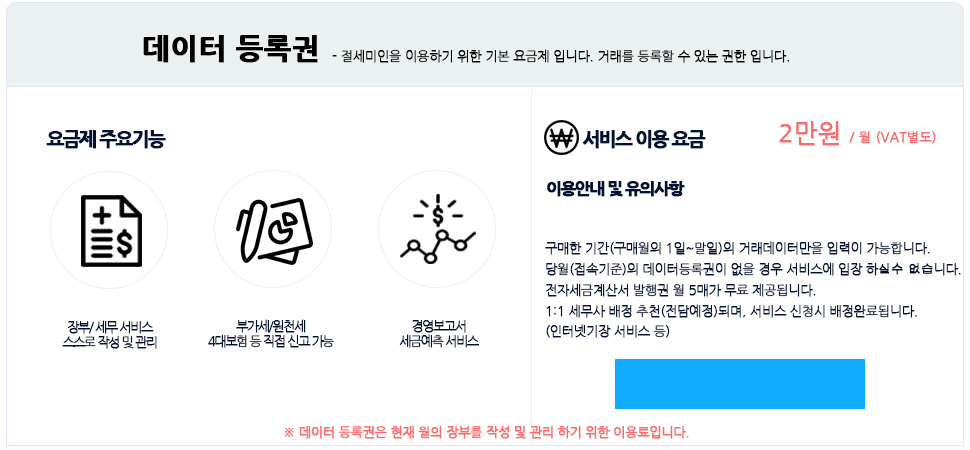 데이터 등록권 - 절세미인을 이용하기 위한 기본 요금제 입니다. 거래를 등록할 수 있는 권한 입니다.
요금제 주요기능
장부/ 세무 서비스
스스로 작성 및 관리
부가세/원천세
4대보험 등 직접 신고 가능
경영보고서
세금예측 서비스
₩ 서비스 이용 요금 2만원 / 월 (VAT별도)
이용안내 및 유의사항
구매한 기간(구매월의 1일~말일)의 거래데이터만을 입력이 가능합니다.
당월(접속기준)의 데이터등록권이 없을 경우 서비스에 입장 하실수 없습니다.
전자세금계산서 발행권 월 5매가 무료 제공됩니다.
1:1 세무사 배정 추천(전담예정)되며, 서비스 신청시 배정완료됩니다.
(인터넷기장 서비스 등)
※ 데이터 등록권은 현재 월의 장부를 작성 및 관리 하기 위한 이용료입니다.